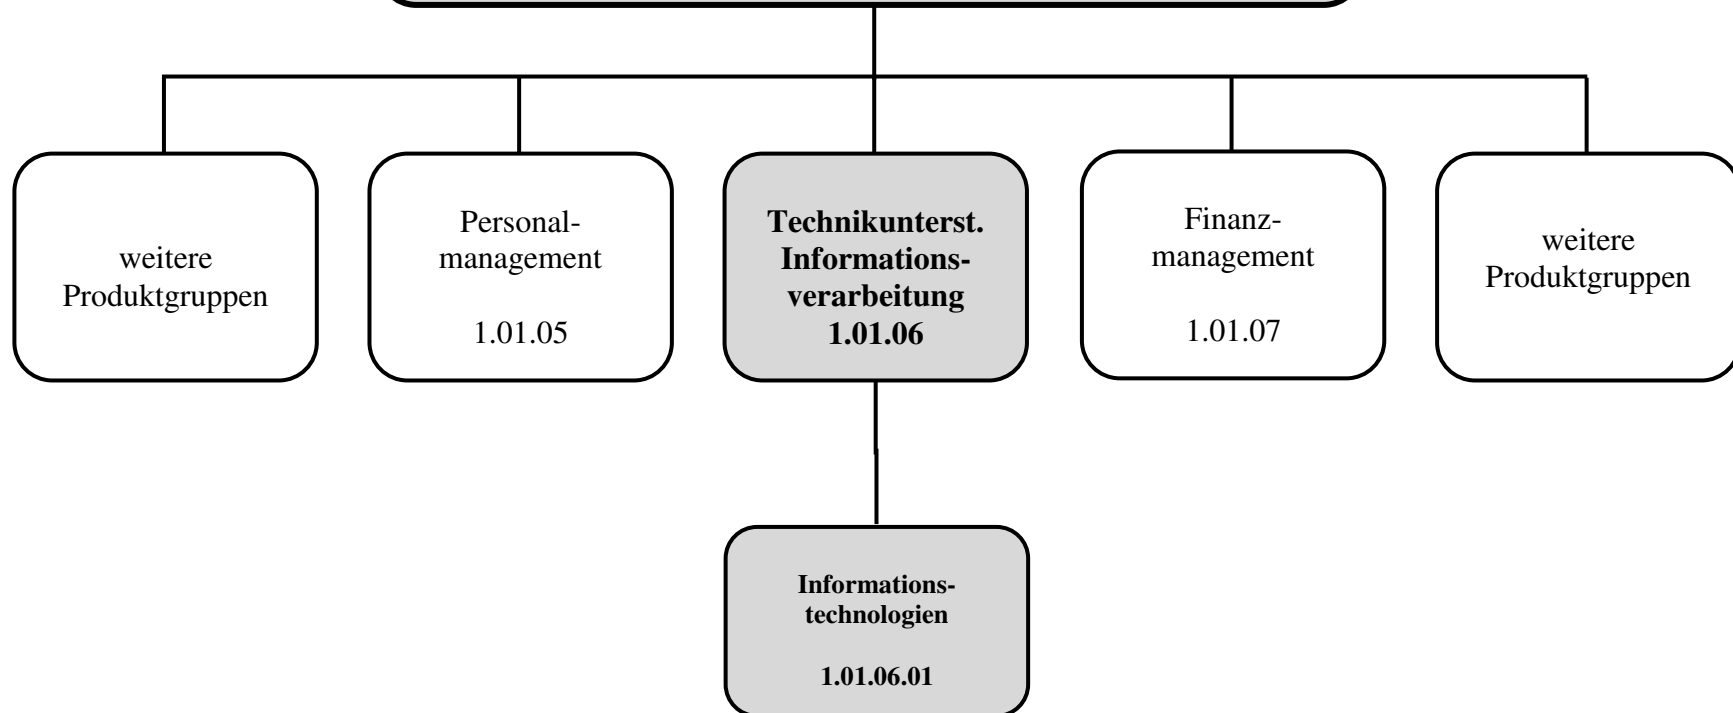 weitere
Produktgruppen
Personal-
management
1.01.05
Technikunterst.
Informations-
verarbeitung
1.01.06
Finanz-
management
1.01.07
weitere
Produktgruppen
Informations-
technologien
1.01.06.01